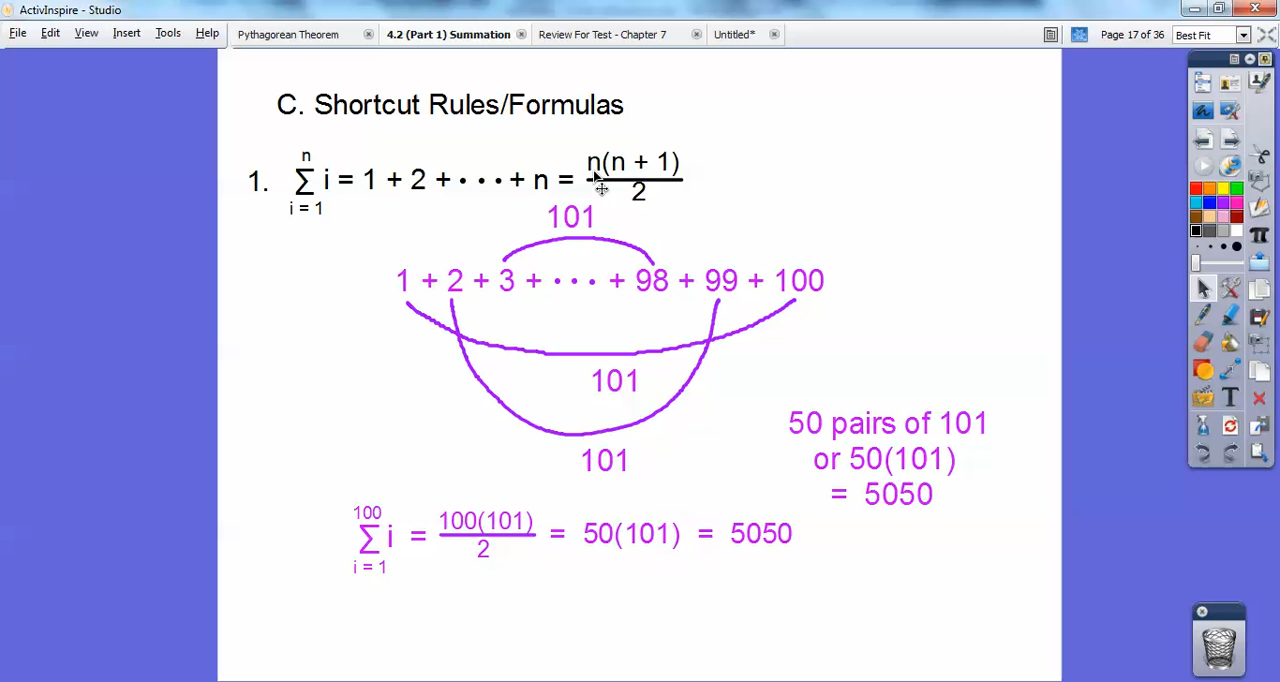 ActivInspire - Studio
File Edit View Insert Tools Help Pythagorean Theorem 4.2 (Part 1) Summation Review For Test - Chapter 7 Untitled* Page 17 of 36 Best Fit
C. Shortcut Rules/Formulas
n
1. ∑ i = 1 + 2 + • • • + n = n(n + 1)/2
i = 1
101
1 + 2 + 3 + • • • + 98 + 99 + 100
101
50 pairs of 101
101
or 50(101)
= 5050
100
∑ i = 100(101)/2 = 50(101) = 5050
i = 1